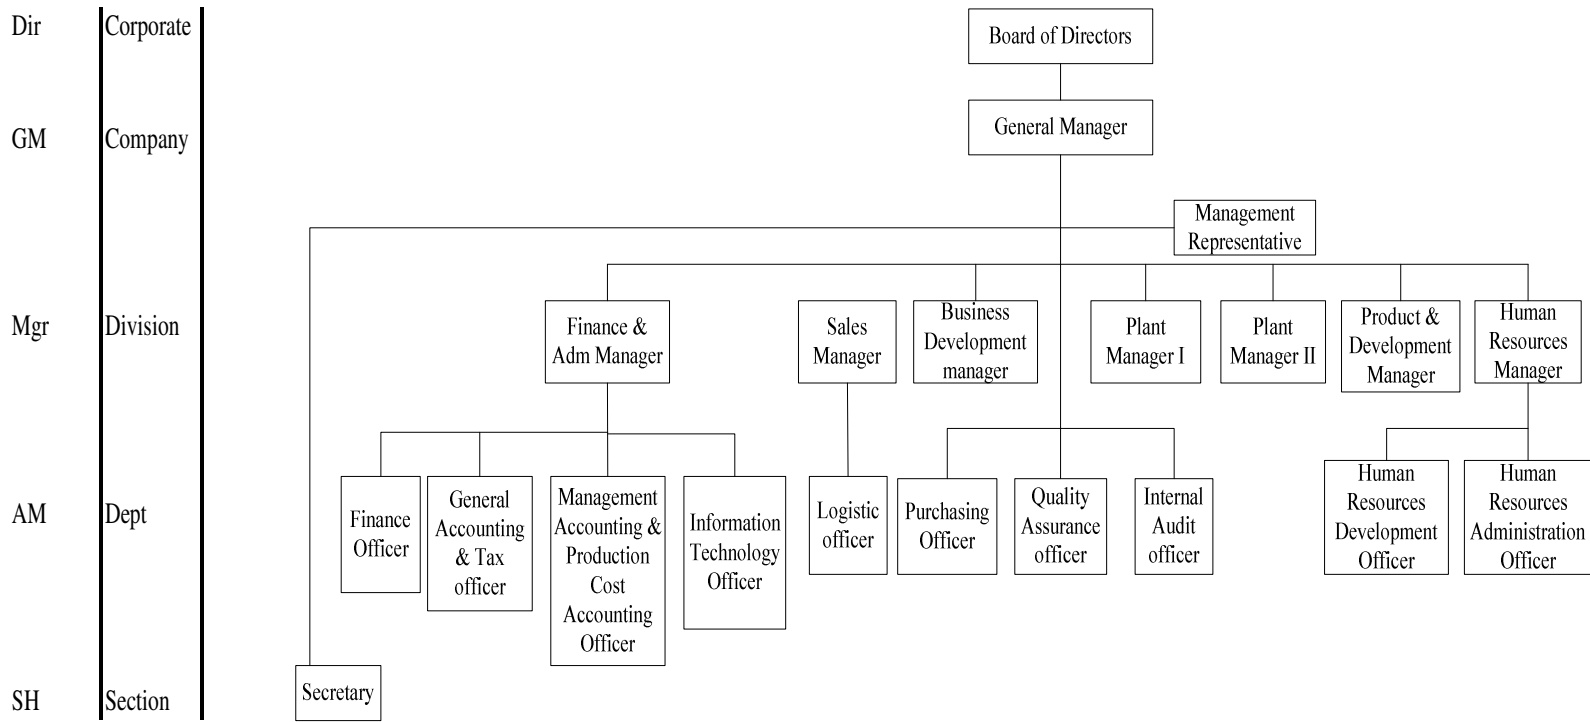 Dir
Corporate
Board of Directors
GM
Company
General Manager
Management
Representative
Mgr
Division
Finance &
Adm Manager
Sales
Manager
Business
Development
manager
Plant
Manager I
Plant
Manager II
Product &
Development
Manager
Human
Resources
Manager
AM
Dept
Finance
Officer
General
Accounting
& Tax
officer
Management
Accounting &
Production
Cost
Accounting
Officer
Information
Technology
Officer
Logistic
officer
Purchasing
Officer
Quality
Assurance
officer
Internal
Audit
officer
Human
Resources
Development
Officer
Human
Resources
Administration
Officer
SH
Section
Secretary